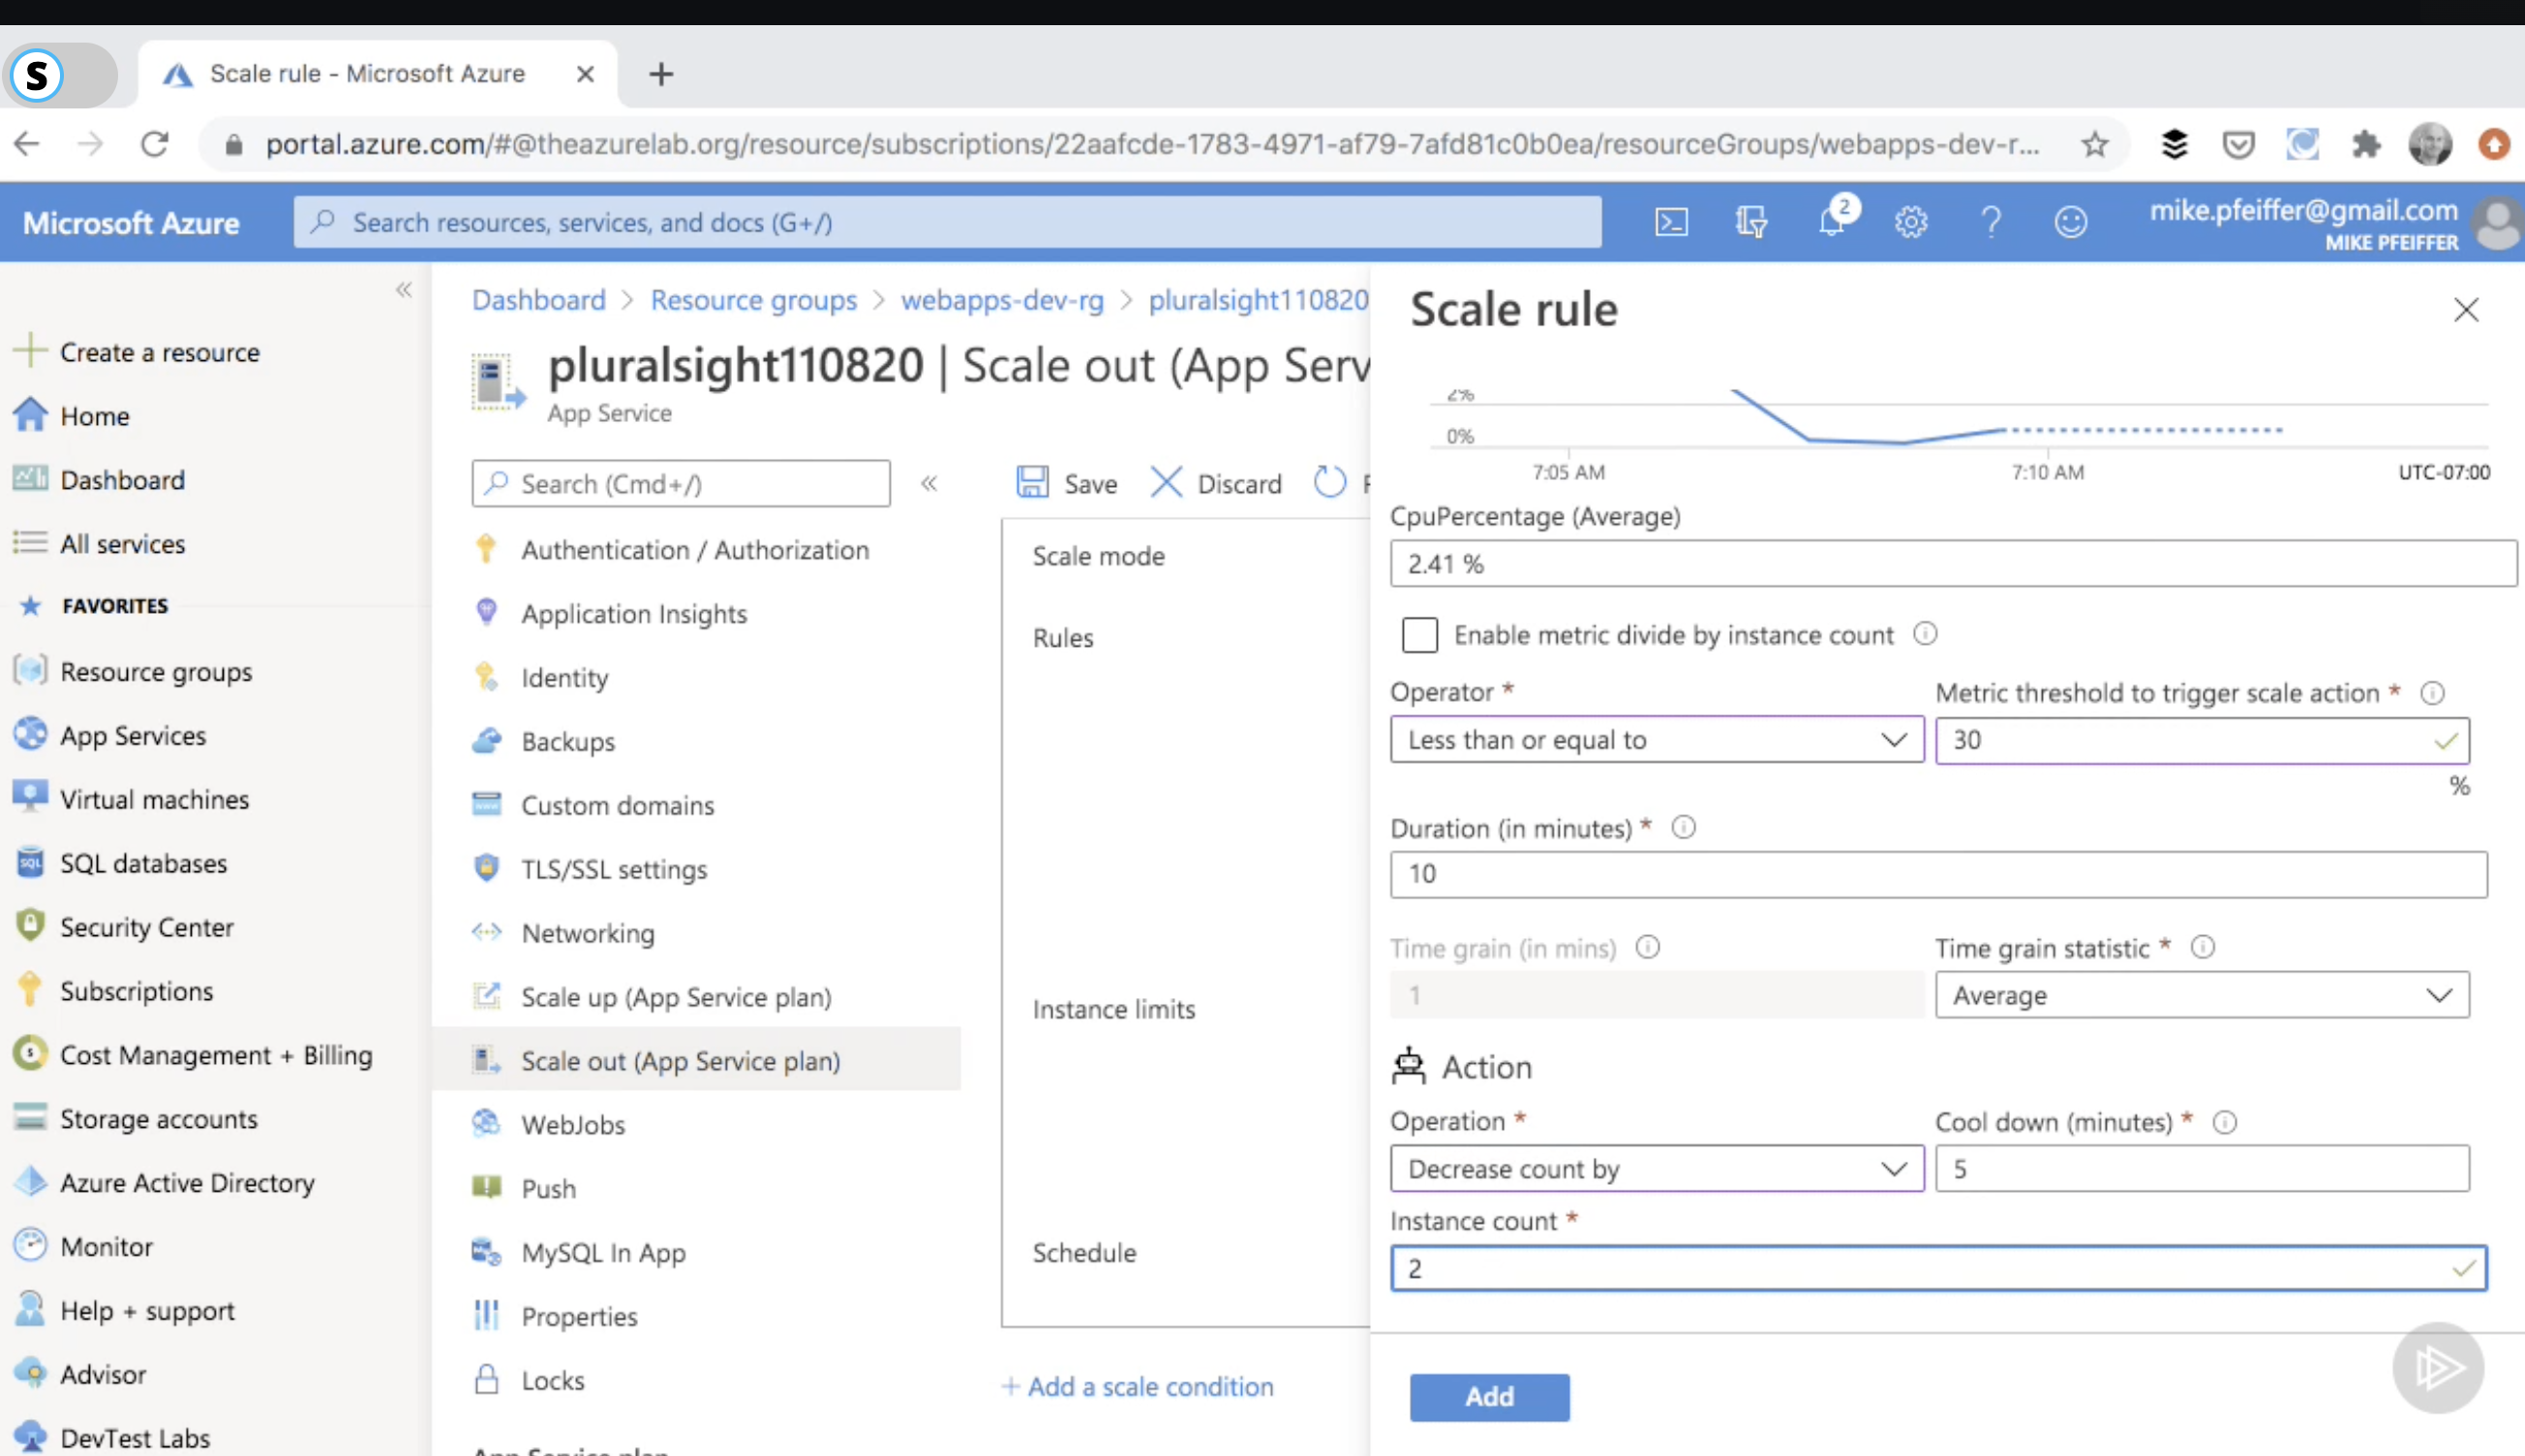 S
Scale rule - Microsoft Azure
portal.azure.com/#@theazurelab.org/resource/subscriptions/22aafcde-1783-4971-af79-7afd81c0b0ea/resourceGroups/webapps-dev-r...
Microsoft Azure
Search resources, services, and docs (G+/)
2
mike.pfeiffer@gmail.com
MIKE PFEIFFER
Create a resource
Home
Dashboard
All services
FAVORITES
Resource groups
App Services
Virtual machines
SQL
SQL databases
Security Center
Subscriptions
Cost Management + Billing
Storage accounts
Azure Active Directory
Monitor
Help + support
Advisor
DevTest Labs
Dashboard > Resource groups > webapps-dev-rg > pluralsight110820
pluralsight110820 | Scale out (App Serv
App Service
Search (Cmd+/)
Authentication / Authorization
Application Insights
Identity
Backups
Custom domains
TLS/SSL settings
Networking
Scale up (App Service plan)
Scale out (App Service plan)
WebJobs
Push
MySQL In App
Properties
Locks
App Service plan
Save
Discard
Scale mode
Rules
Instance limits
Schedule
+ Add a scale condition
Scale rule
2%
0%
7:05 AM
7:10 AM
UTC-07:00
CpuPercentage (Average)
2.41 %
Enable metric divide by instance count
Operator *
Less than or equal to
Metric threshold to trigger scale action *
30
%
Duration (in minutes) *
10
Time grain (in mins)
1
Time grain statistic *
Average
Action
Operation *
Decrease count by
Cool down (minutes) *
5
Instance count *
2
Add